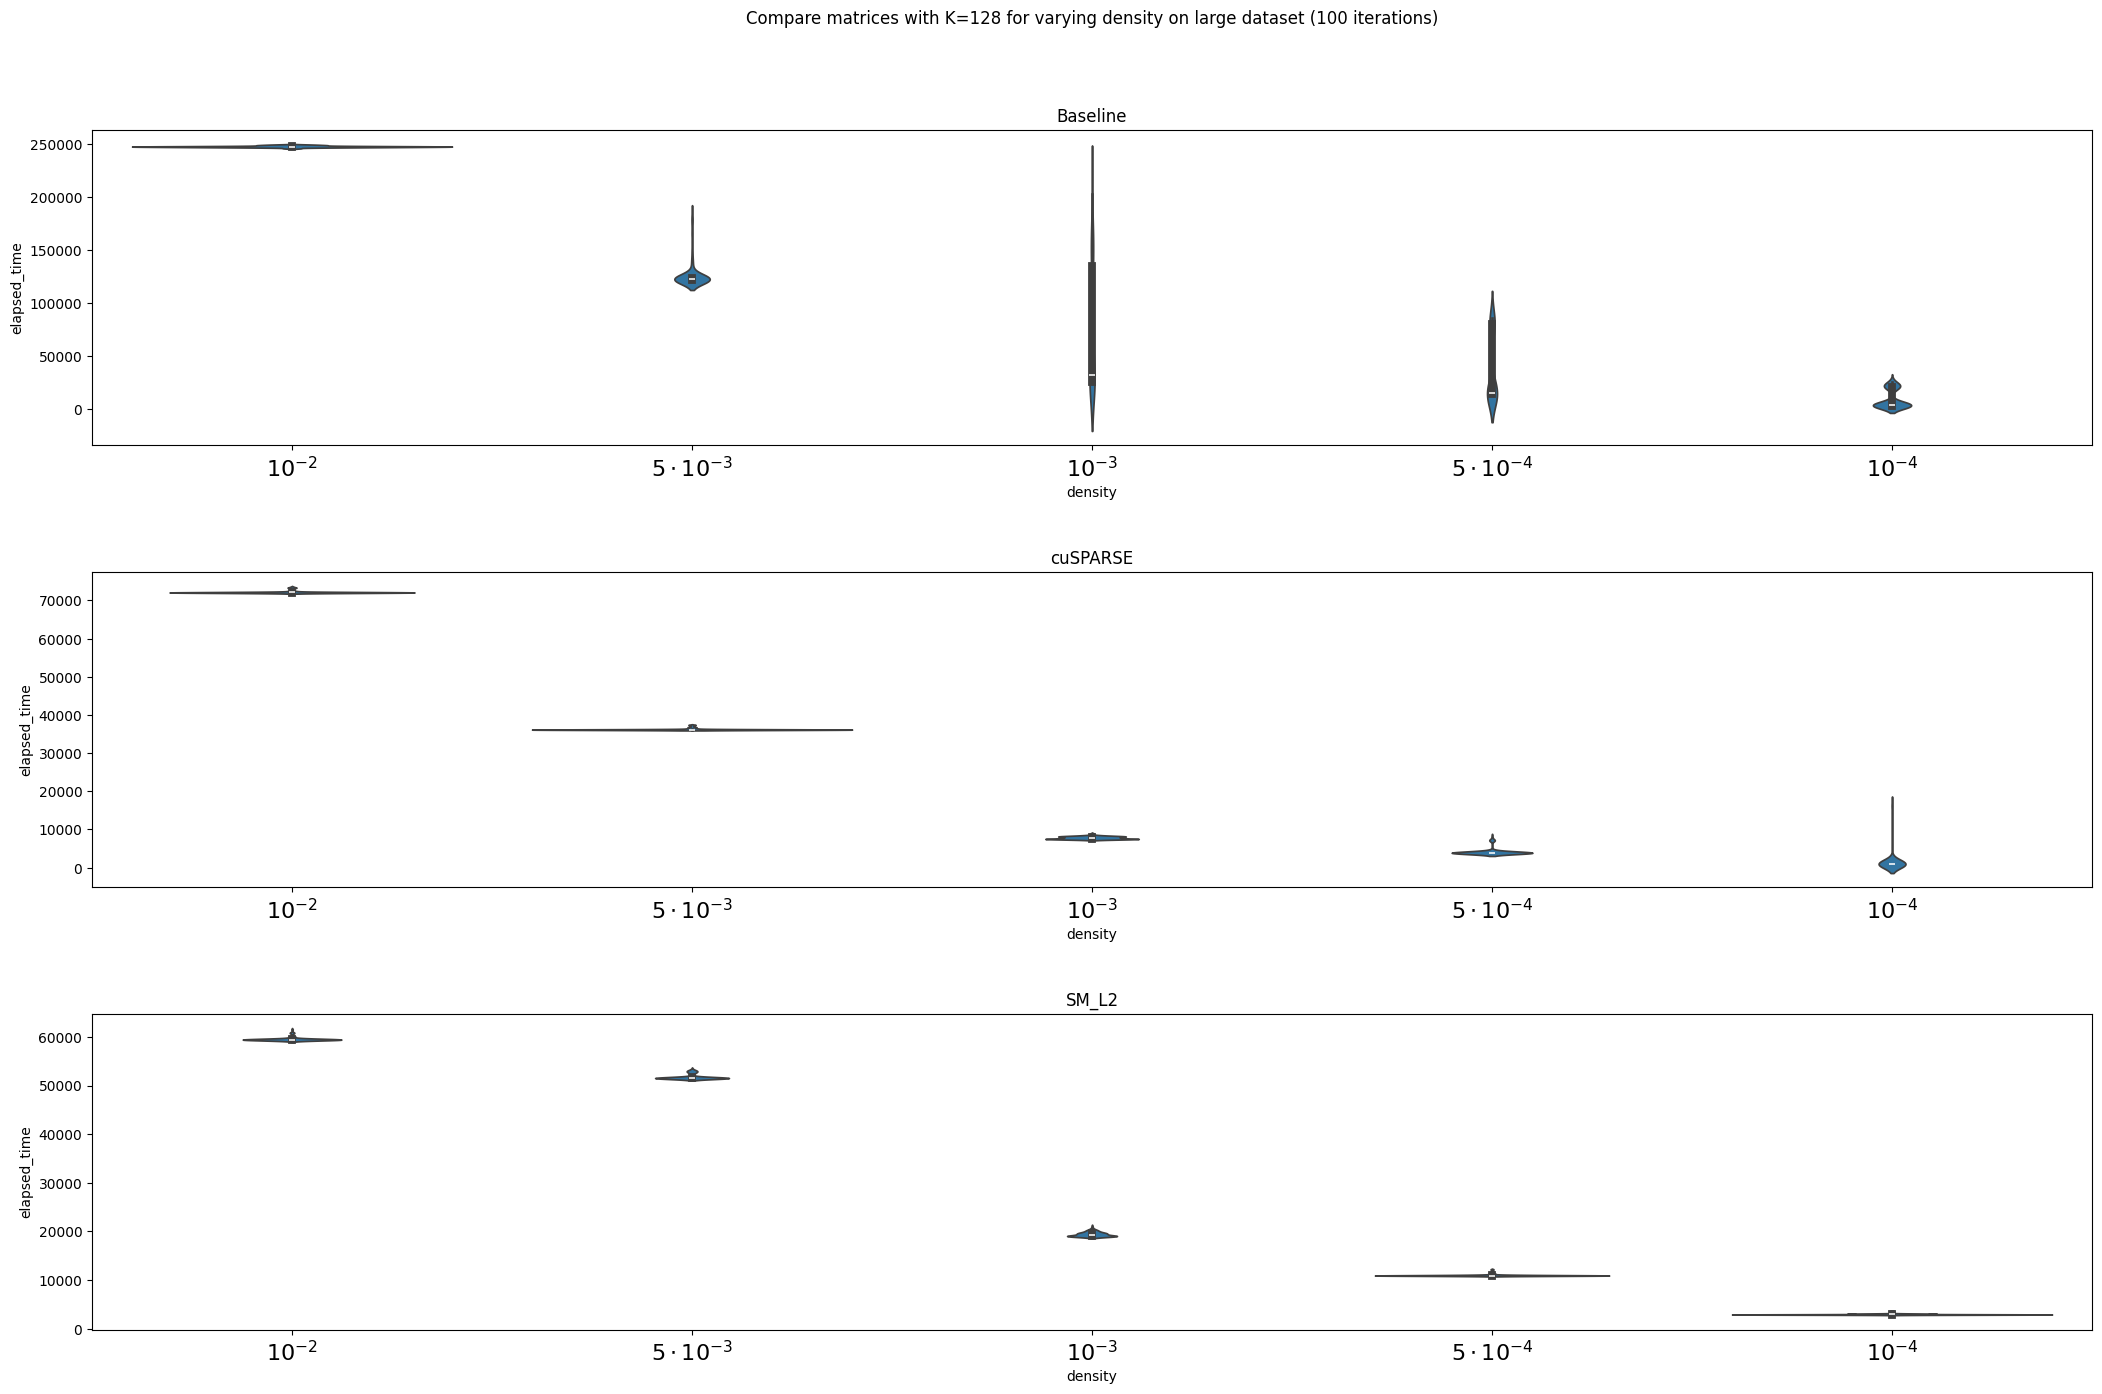 Compare matrices with K=128 for varying density on large dataset (100 iterations)
Baseline
elapsed_time
250000
200000
150000
100000
50000
0
10⁻² 5·10⁻³ 10⁻³ 5·10⁻⁴ 10⁻⁴
density
cuSPARSE
elapsed_time
70000
60000
50000
40000
30000
20000
10000
0
10⁻² 5·10⁻³ 10⁻³ 5·10⁻⁴ 10⁻⁴
density
SM_L2
elapsed_time
60000
50000
40000
30000
20000
10000
0
10⁻² 5·10⁻³ 10⁻³ 5·10⁻⁴ 10⁻⁴
density